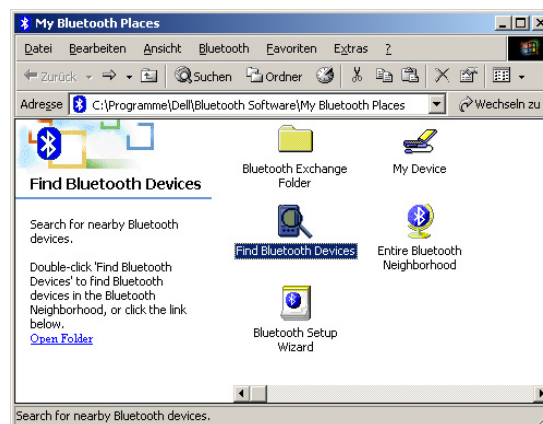 My Bluetooth Places
Datei Bearbeiten Ansicht Bluetooth Favoriten Extras ?
Zurück Suchen Ordner
Adresse C:\Programme\Dell\Bluetooth Software\My Bluetooth Places Wechseln zu
Find Bluetooth Devices
Search for nearby Bluetooth
devices.
Double-click 'Find Bluetooth
Devices' to find Bluetooth
devices in the Bluetooth
Neighborhood, or click the link
below.
Open Folder
Bluetooth Exchange
Folder
My Device
Find Bluetooth Devices
Entire Bluetooth
Neighborhood
Bluetooth Setup
Wizard
Search for nearby Bluetooth devices.